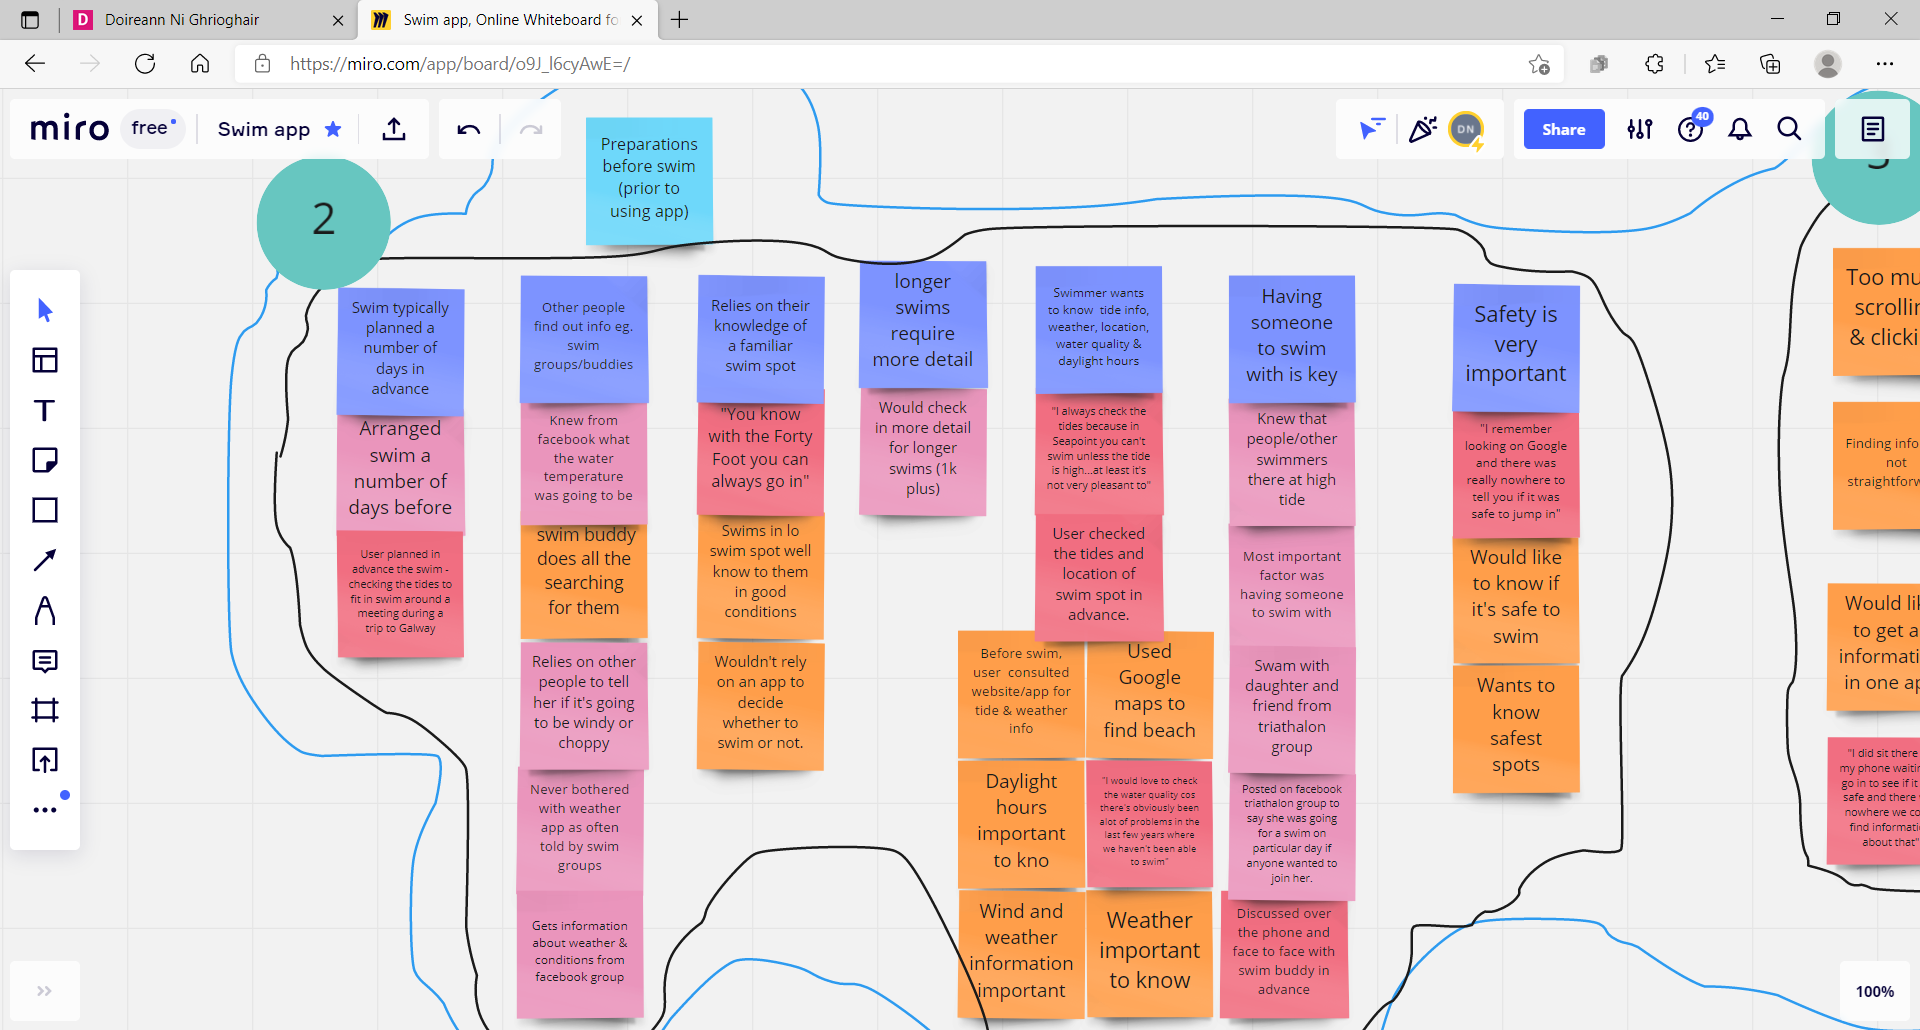 Doireann Ni Ghrioghair
Swim app, Online Whiteboard fo
https://miro.com/app/board/o9J_l6cyAwE=/
miro
free
Swim app
DN
Share
40
2
Preparations
before swim
(prior to
using app)
Swim typically
planned a
number of
days in
advance
Arranged
swim a
number of
days before
User planned in
advance the swim -
checking the tides to
fit in swim around a
meeting during a
trip to Galway
Other people
find out info eg.
swim
groups/buddies
Knew from
facebook what
the water
temperature
was going to be
swim buddy
does all the
searching
for them
Relies on other
people to tell
her if it's going
to be windy or
choppy
Never bothered
with weather
app as often
told by swim
groups
Gets information
about weather &
conditions from
facebook group
Relies on their
knowledge of
a familiar
swim spot
"You know
with the Forty
Foot you can
always go in"
Swims in lo
swim spot well
know to them
in good
conditions
Wouldn't rely
on an app to
decide
whether to
swim or not.
longer
swims
require
more detail
Would check
in more detail
for longer
swims (1k
plus)
Swimmer wants
to know tide info,
weather, location,
water quality &
daylight hours
"I always check the
tides because in
Seapoint you can't
swim unless the tide
is high...at least it's
not very pleasant to"
User checked
the tides and
location of
swim spot in
advance.
Before swim,
user consulted
website/app for
tide & weather
info
Used
Google
maps to
find beach
Daylight
hours
important
to kno
"I would love to check
the water quality cos
there's obviously been
alot of problems in the
last few years where
we haven't been able
to swim"
Wind and
weather
information
important
Weather
important
to know
Having
someone
to swim
with is key
Knew that
people/other
swimmers
there at high
tide
Most important
factor was
having someone
to swim with
Swam with
daughter and
friend from
triathalon
group
Posted on facebook
triathalon group to
say she was going
for a swim on
particular day if
anyone wanted to
join her.
Discussed over
the phone and
face to face with
swim buddy in
advance
Safety is
very
important
"I remember
looking on Google
and there was
really nowhere to
tell you if it was
safe to jump in"
Would like
to know if
it's safe to
swim
Wants to
know
safest
spots
Too mu
scrollin
& clicki
Finding info
not
straightforw
Would lik
to get a
informati
in one ap
"I did sit there
my phone waitin
go in to see if it
safe and there
nowhere we co
find informatio
about that"
100%